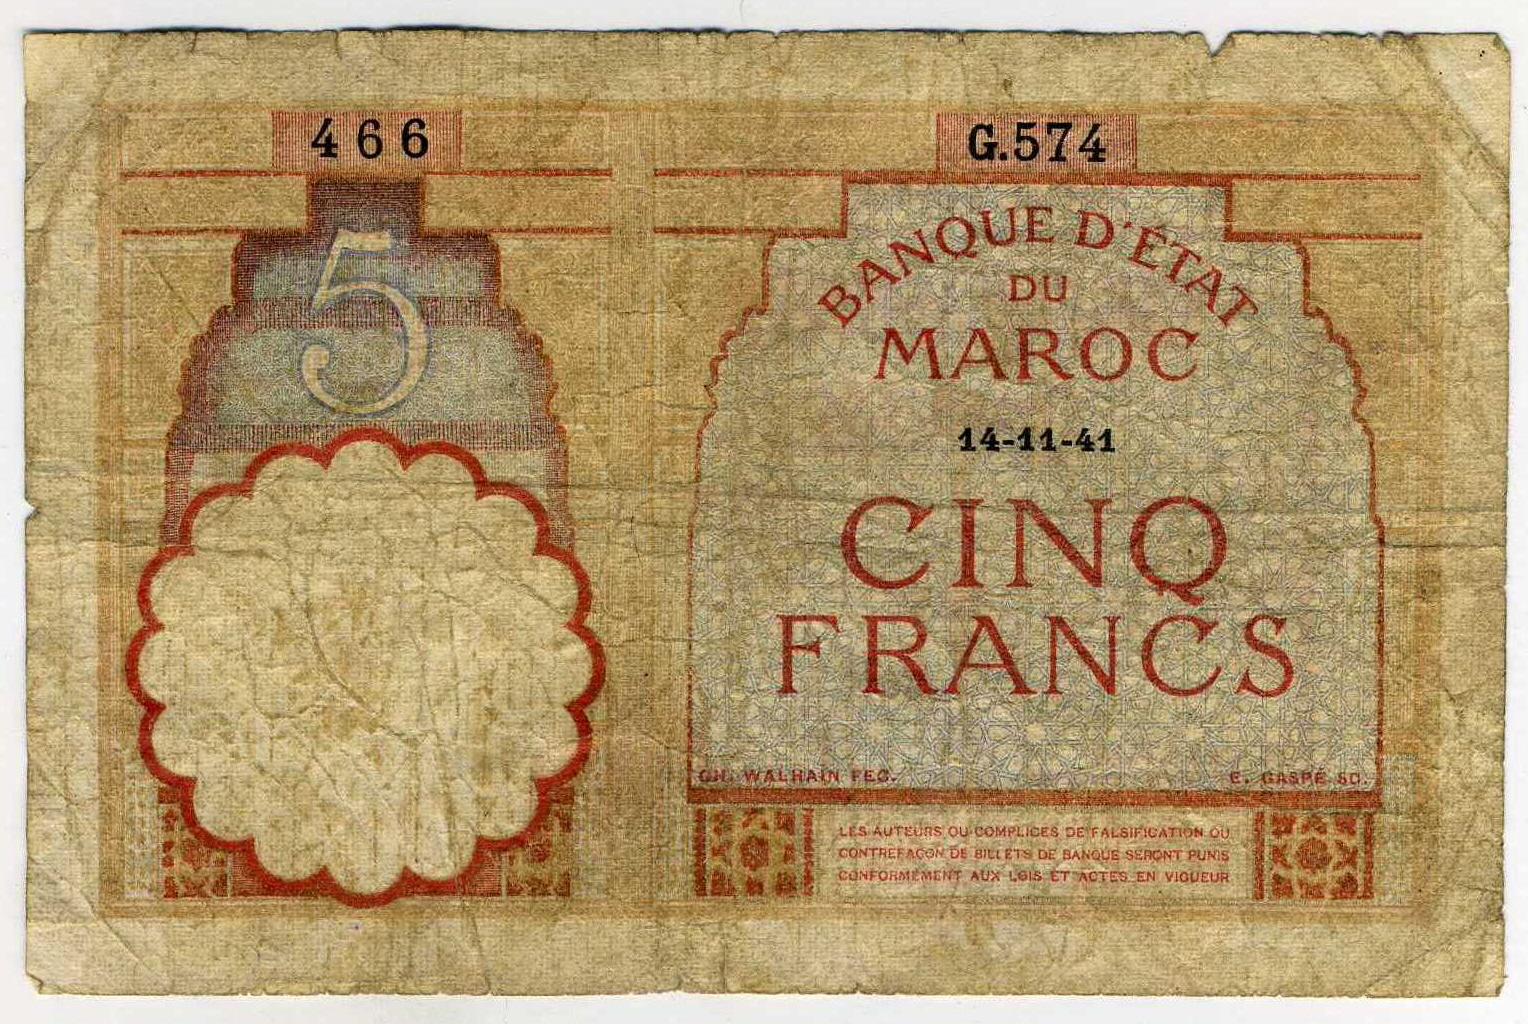 466
G.574
5
BANQUE D'ÉTAT
DU
MAROC
14-11-41
CINQ
FRANCS
CH. WALHAIN FEC.
E. GASPÉ SC.
LES AUTEURS OU COMPLICES DE FALSIFICATION OU
CONTREFAÇON DE BILLETS DE BANQUE SERONT PUNIS
CONFORMÉMENT AUX LOIS ET ACTES EN VIGUEUR